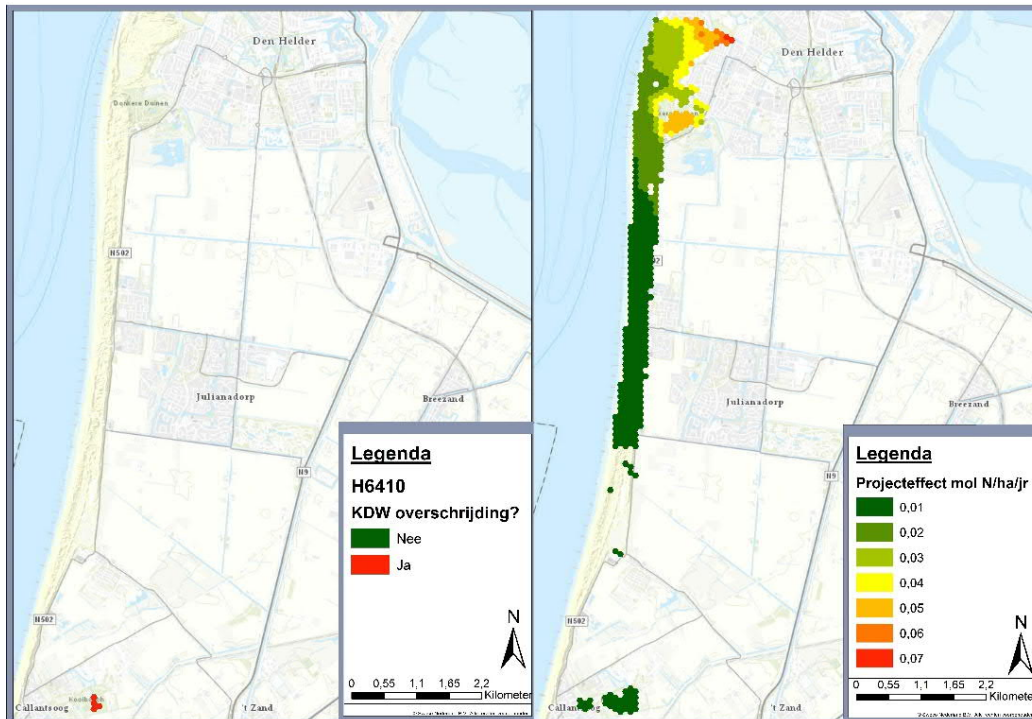 Den Helder
Donkere Duinen
N502
Julianadorp
Breezand
N9
N502
Callantsoog
't Zand
Legenda
H6410
KDW overschrijding?
Nee
Ja
N
0 0,55 1,1 1,65 2,2
Kilometer
Den Helder
Julianadorp
Breezand
N9
N502
Callantsoog
't Zand
Legenda
Projecteffect mol N/ha/jr
0,01
0,02
0,03
0,04
0,05
0,06
0,07
N
0 0,55 1,1 1,65 2,2
Kilometer